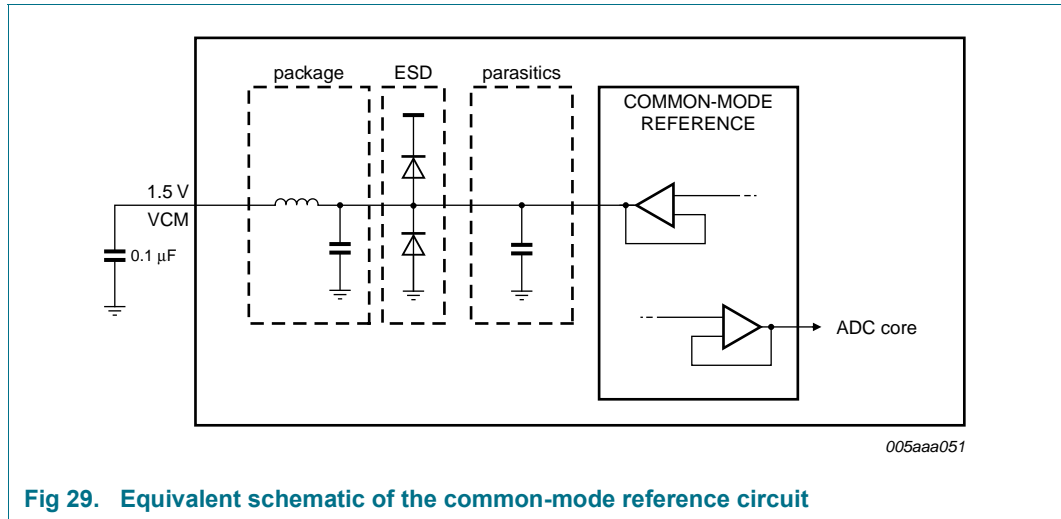 package
ESD
parasitics
COMMON-MODE
REFERENCE
1.5 V
VCM
0.1 μF
ADC core
005aaa051
Fig 29. Equivalent schematic of the common-mode reference circuit